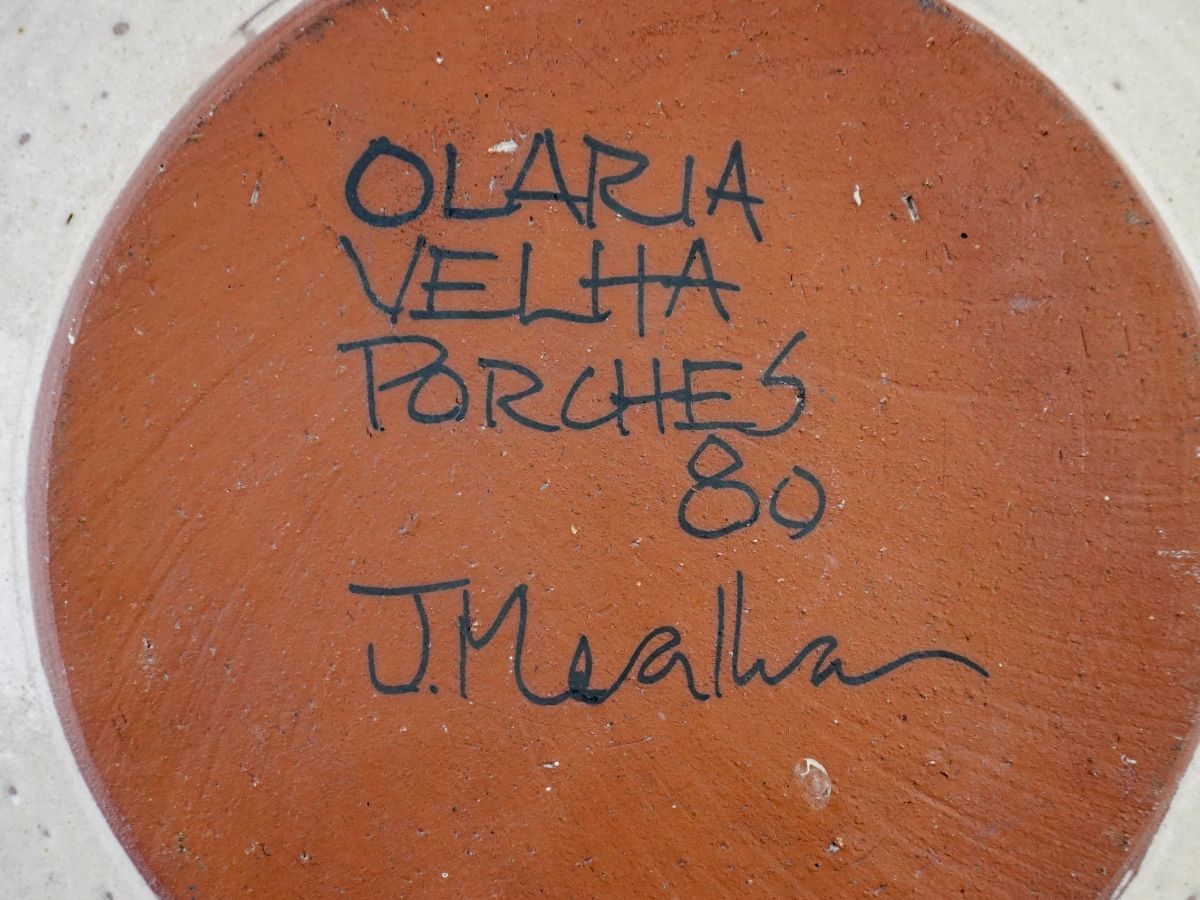 OLARIA
VELHA
PORCHES
80
J. Mealha